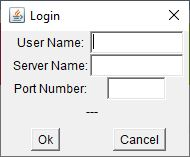 Login
User Name:
Server Name:
Port Number:
---
Ok Cancel